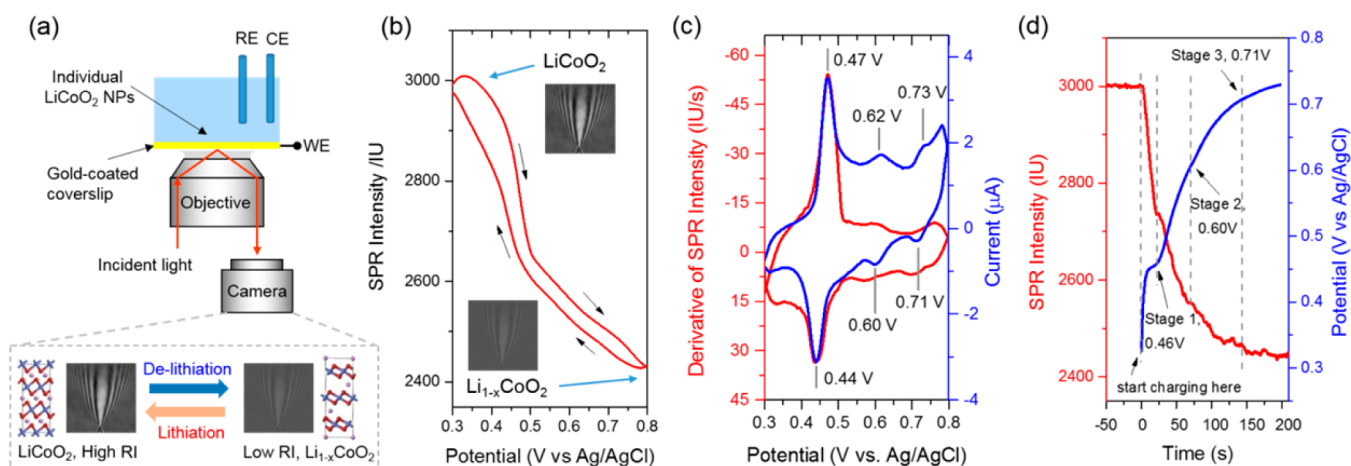 (a)
RE CE
Individual
LiCoO₂ NPs
WE
Gold-coated
coverslip
Objective
Incident light
Camera
De-lithiation
Lithiation
LiCoO₂, High RI
Low RI, Li₁₋ₓCoO₂
(b)
SPR Intensity /IU
3000
2800
2600
2400
LiCoO₂
Li₁₋ₓCoO₂
0.3 0.4 0.5 0.6 0.7 0.8
Potential (V vs Ag/AgCl)
(c)
Derivative of SPR Intensity (IU/s)
-60
-45
-30
-15
0
15
30
45
0.47 V
0.62 V
0.73 V
0.60 V
0.71 V
0.44 V
4
2
0
-2
-4
Current (μA)
0.3 0.4 0.5 0.6 0.7 0.8
Potential (V vs. Ag/AgCl)
(d)
SPR Intensity (IU)
3000
2800
2600
2400
Stage 3, 0.71V
Stage 2,
0.60V
Stage 1,
0.46V
start charging here
0.8
0.7
0.6
0.5
0.4
0.3
Potential (V vs Ag/AgCl)
-50 0 50 100 150 200
Time (s)